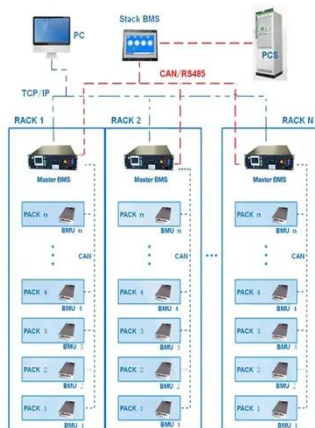 Stack BMS
PC
PCS
CAN/RS485
TCP/IP
RACK 1
RACK 2
RACK N
Master BMS
Master BMS
Master BMS
PACK n
BMU n
PACK n
BMU n
PACK n
BMU n
CAN
CAN
CAN
PACK 4
BMU 4
PACK 4
BMU 4
PACK 4
BMU 4
PACK 3
BMU 3
PACK 3
BMU 3
PACK 3
BMU 3
PACK 2
BMU 2
PACK 2
BMU 2
PACK 2
BMU 2
PACK 1
BMU 1
PACK 1
BMU 1
PACK 1
BMU 1